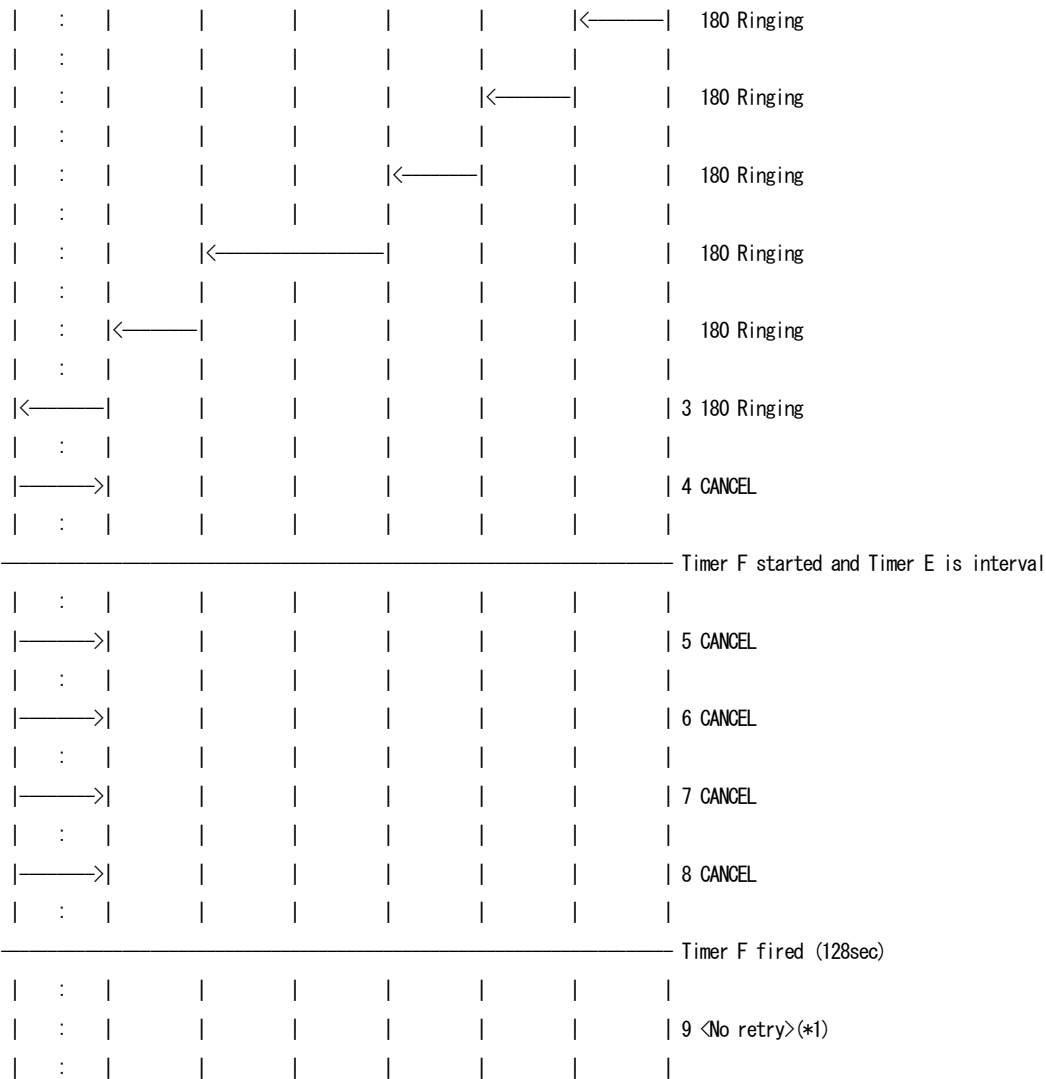 180 Ringing
180 Ringing
180 Ringing
180 Ringing
180 Ringing
3 180 Ringing
4 CANCEL
Timer F started and Timer E is interval
5 CANCEL
6 CANCEL
7 CANCEL
8 CANCEL
Timer F fired (128sec)
9 <No retry>(*1)